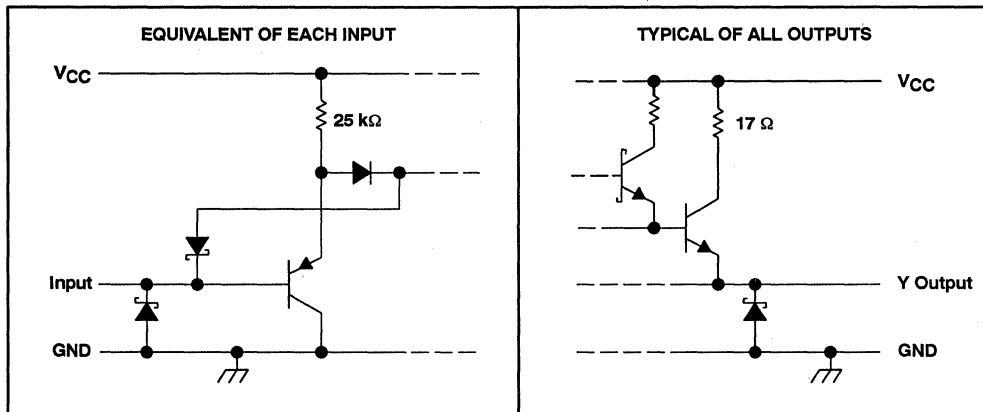 EQUIVALENT OF EACH INPUT
VCC
25 kΩ
Input
GND
TYPICAL OF ALL OUTPUTS
VCC
17 Ω
Y Output
GND